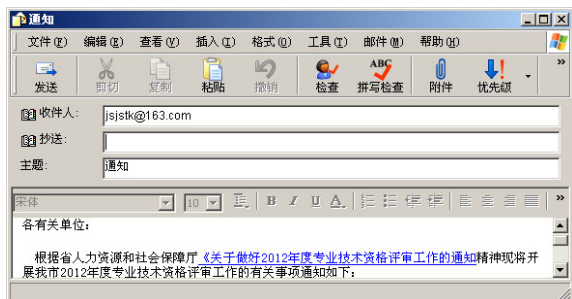 通知
文件(F) 编辑(E) 查看(V) 插入(I) 格式(O) 工具(T) 邮件(M) 帮助(H)
发送 剪切 复制 粘贴 撤销 ABC 检查 拼写检查 附件 优先级 »
收件人: jsjstk@163.com
抄送:
主题: 通知
宋体 10 B I U A »
各有关单位:
根据省人力资源和社会保障厅《关于做好2012年度专业技术资格评审工作的通知精神现将开
展我市2012年度专业技术资格评审工作的有关事项通知如下: